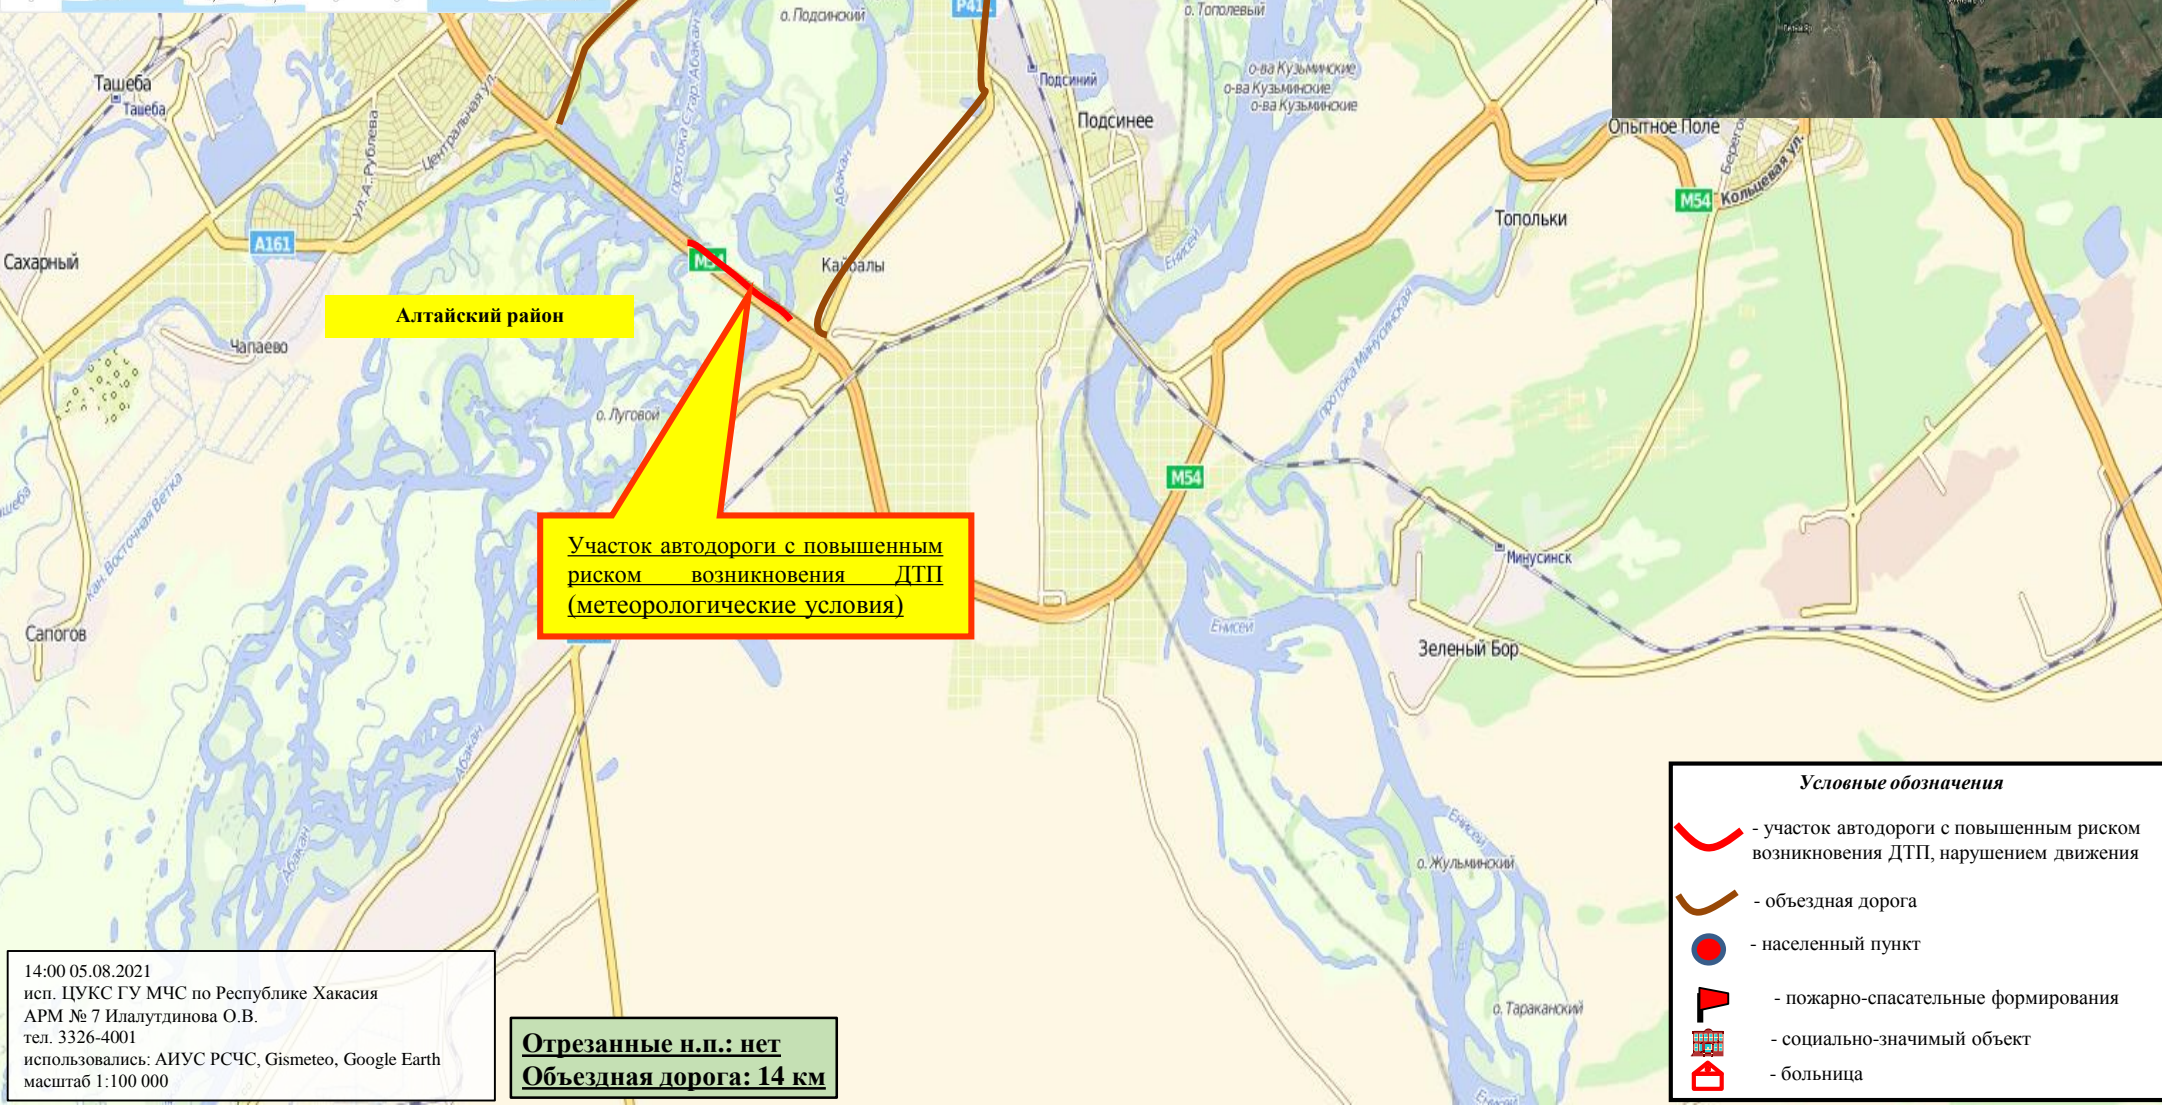 о. Подсинский
Р411
о. Тополевый
Ташеба
Ташеба
Центральная ул.
ул. А. Рублева
Протока Стар. Абакан
Абакан
Подсиний
Подсинее
о-ва Кузьминские
о-ва Кузьминские
о-ва Кузьминские
Опытное Поле
Кольцевая ул.
М54
Топольки
Енисей
Сахарный
А161
М54
Кайбалы
Алтайский район
Чапаево
протока Минусинская
о. Луговой
М54
Кан. Восточная Ветка
Участок автодороги с повышенным
риском возникновения ДТП
(метеорологические условия)
Минусинск
Сапогов
Енисей
Зеленый Бор
Абакан
Абакан
Енисей
о. Жульминский
о. Тараканский
Енисей
Условные обозначения
- участок автодороги с повышенным риском
возникновения ДТП, нарушением движения
- объездная дорога
- населенный пункт
- пожарно-спасательные формирования
- социально-значимый объект
- больница
14:00 05.08.2021
исп. ЦУКС ГУ МЧС по Республике Хакасия
АРМ № 7 Илалутдинова О.В.
тел. 3326-4001
использовались: АИУС РСЧС, Gismeteo, Google Earth
масштаб 1:100 000
Отрезанные н.п.: нет
Объездная дорога: 14 км